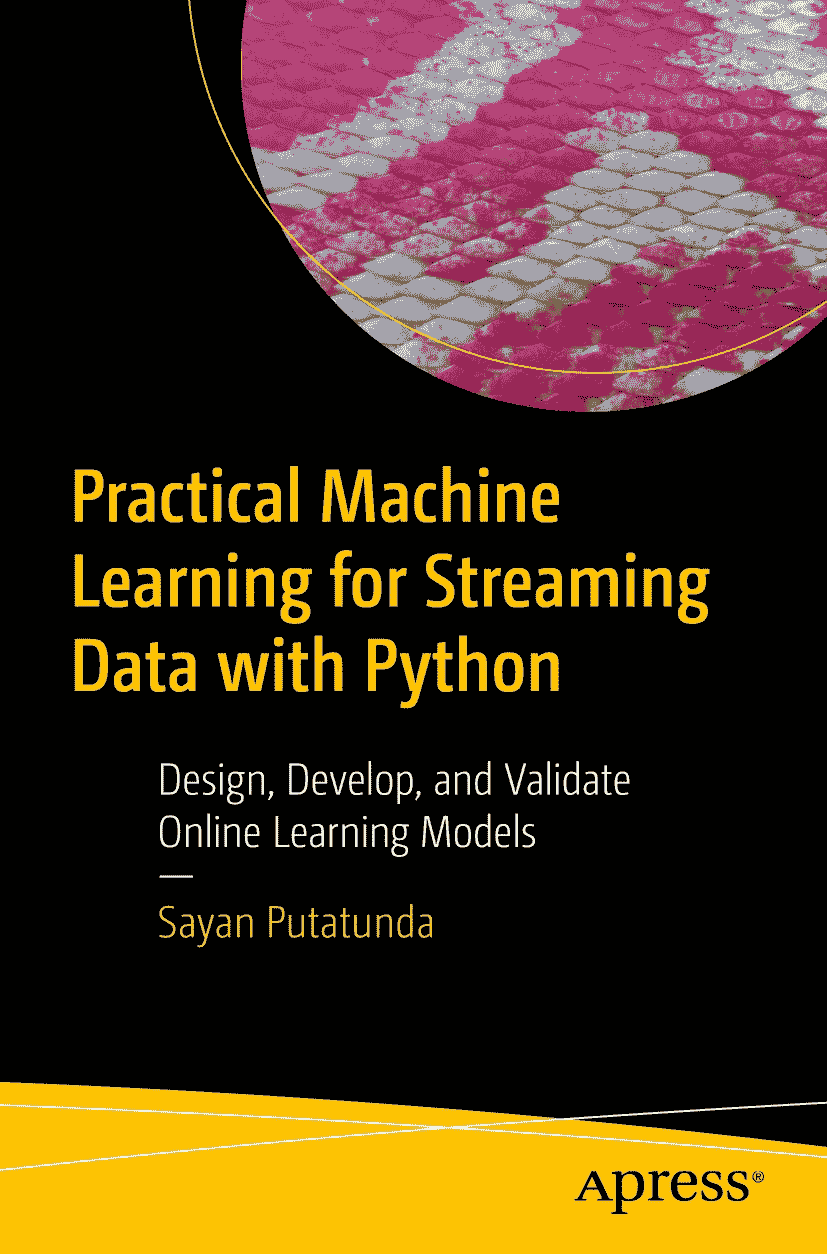 Practical Machine
Learning for Streaming
Data with Python
Design, Develop, and Validate
Online Learning Models
—
Sayan Putatunda
Apress®